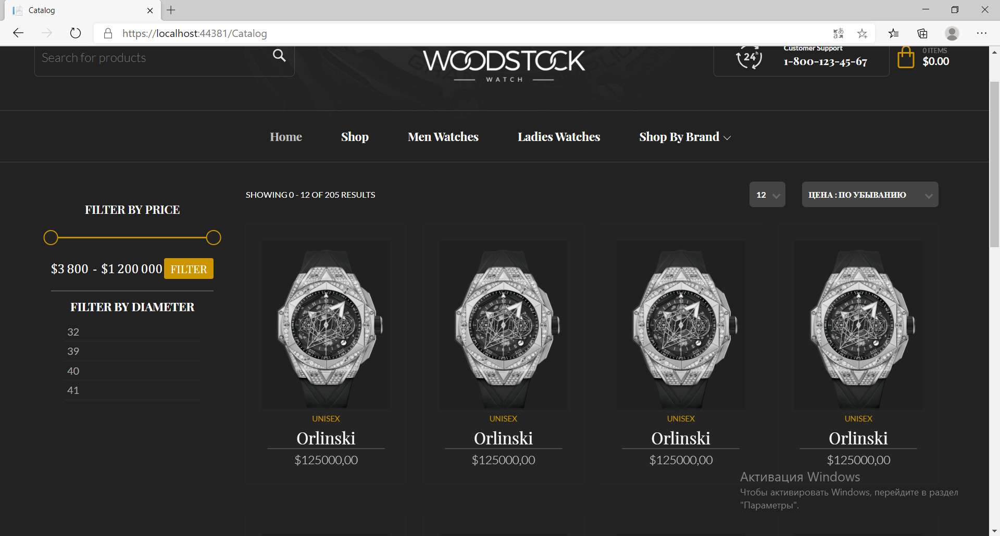 Catalog
https://localhost:44381/Catalog
Search for products
WOODSTOCK
WATCH
24h
Customer Support
1-800-123-45-67
0 ITEMS
$0.00
Home
Shop
Men Watches
Ladies Watches
Shop By Brand
SHOWING 0 - 12 OF 205 RESULTS
12
ЦЕНА : ПО УБЫВАНИЮ
FILTER BY PRICE
$3 800 - $1 200 000
FILTER
FILTER BY DIAMETER
32
39
40
41
UNISEX
Orlinski
$125000,00
UNISEX
Orlinski
$125000,00
UNISEX
Orlinski
$125000,00
UNISEX
Orlinski
$125000,00
Активация Windows
Чтобы активировать Windows, перейдите в раздел
"Параметры".